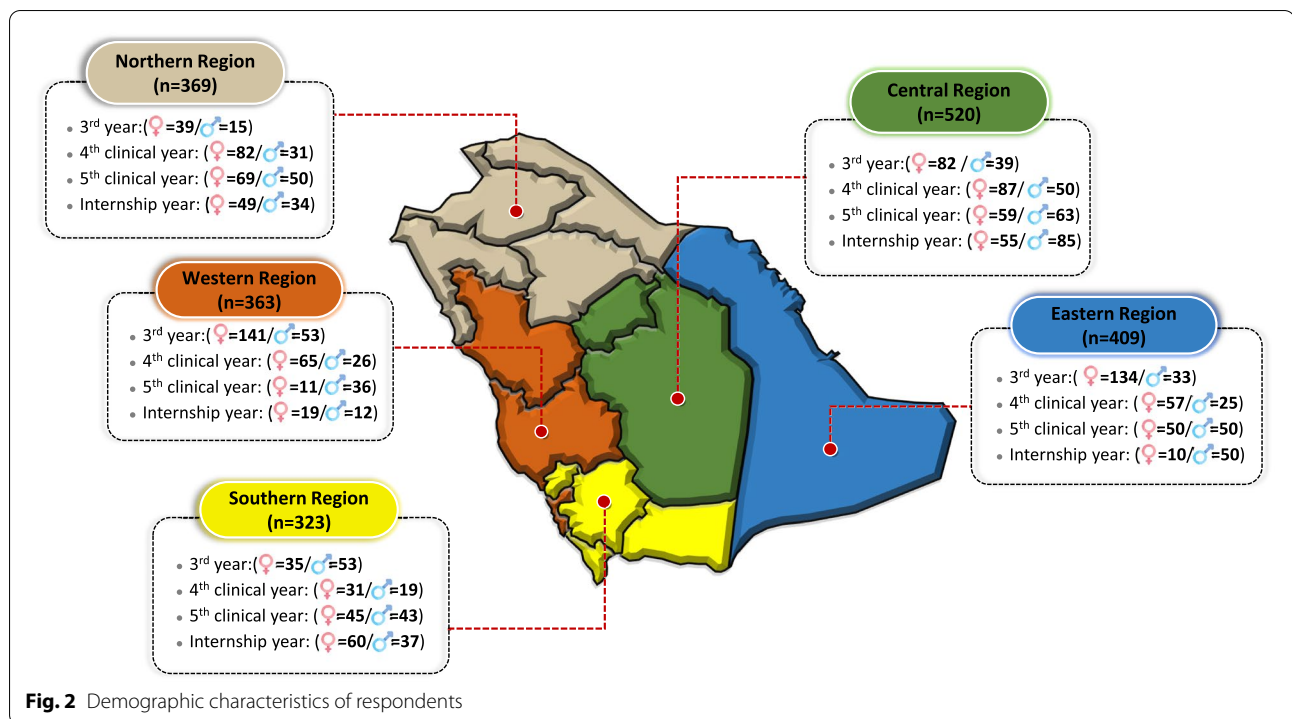 Northern Region
(n=369)
• 3rd year:(♀=39/♂=15)
• 4th clinical year: (♀=82/♂=31)
• 5th clinical year: (♀=69/♂=50)
• Internship year: (♀=49/♂=34)
Central Region
(n=520)
• 3rd year:(♀=82 /♂=39)
• 4th clinical year: (♀=87/♂=50)
• 5th clinical year: (♀=59/♂=63)
• Internship year: (♀=55/♂=85)
Western Region
(n=363)
• 3rd year:(♀=141/♂=53)
• 4th clinical year: (♀=65/♂=26)
• 5th clinical year: (♀=11/♂=36)
• Internship year: (♀=19/♂=12)
Eastern Region
(n=409)
• 3rd year:( ♀=134/♂=33)
• 4th clinical year: (♀=57/♂=25)
• 5th clinical year: (♀=50/♂=50)
• Internship year: (♀=10/♂=50)
Southern Region
(n=323)
• 3rd year:(♀=35/♂=53)
• 4th clinical year: (♀=31/♂=19)
• 5th clinical year: (♀=45/♂=43)
• Internship year: (♀=60/♂=37)
Fig. 2 Demographic characteristics of respondents